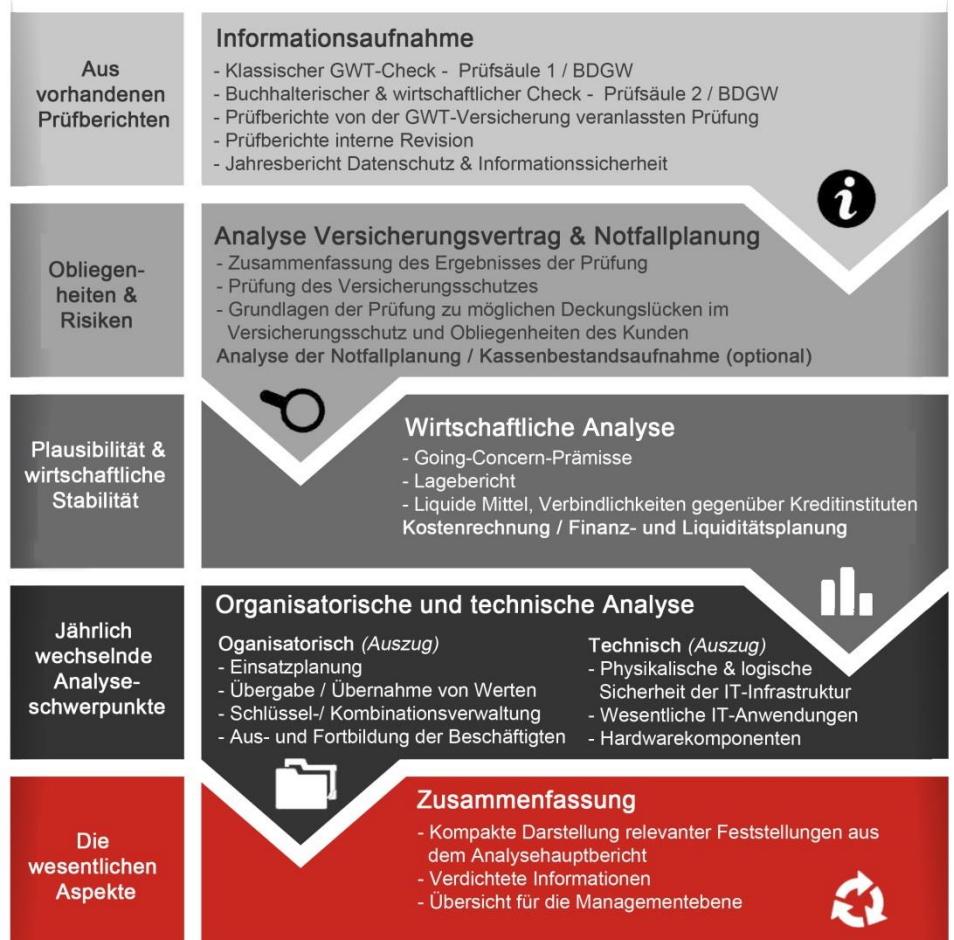 Aus
vorhandenen
Prüfberichten
Informationsaufnahme
- Klassischer GWT-Check - Prüfsäule 1 / BDGW
- Buchhalterischer & wirtschaftlicher Check - Prüfsäule 2 / BDGW
- Prüfberichte von der GWT-Versicherung veranlassten Prüfung
- Prüfberichte interne Revision
- Jahresbericht Datenschutz & Informationssicherheit
Obliegen-
heiten &
Risiken
Analyse Versicherungsvertrag & Notfallplanung
- Zusammenfassung des Ergebnisses der Prüfung
- Prüfung des Versicherungsschutzes
- Grundlagen der Prüfung zu möglichen Deckungslücken im
Versicherungsschutz und Obliegenheiten des Kunden
Analyse der Notfallplanung / Kassenbestandsaufnahme (optional)
Plausibilität &
wirtschaftliche
Stabilität
Wirtschaftliche Analyse
- Going-Concern-Prämisse
- Lagebericht
- Liquide Mittel, Verbindlichkeiten gegenüber Kreditinstituten
Kostenrechnung / Finanz- und Liquiditätsplanung
Jährlich
wechselnde
Analyse-
schwerpunkte
Organisatorische und technische Analyse
Oganisatorisch (Auszug)
- Einsatzplanung
- Übergabe / Übernahme von Werten
- Schlüssel-/ Kombinationsverwaltung
- Aus- und Fortbildung der Beschäftigten
Technisch (Auszug)
- Physikalische & logische
Sicherheit der IT-Infrastruktur
- Wesentliche IT-Anwendungen
- Hardwarekomponenten
Die
wesentlichen
Aspekte
Zusammenfassung
- Kompakte Darstellung relevanter Feststellungen aus
dem Analysehauptbericht
- Verdichtete Informationen
- Übersicht für die Managementebene